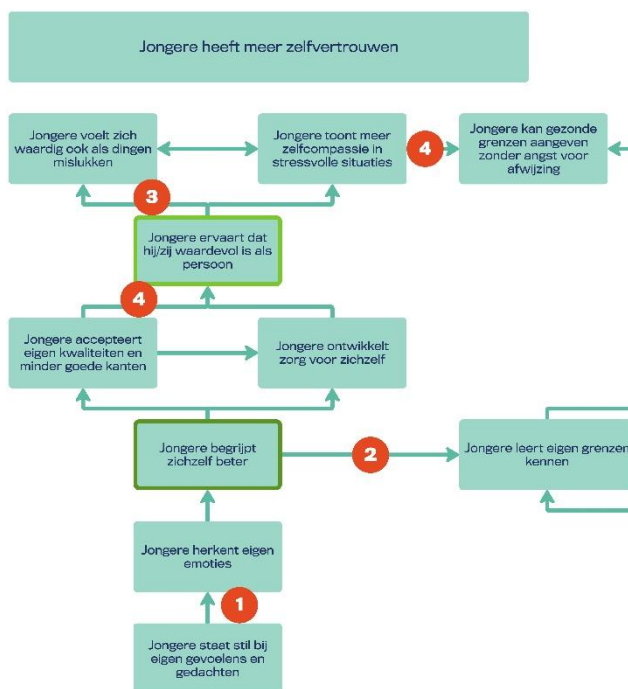 Jongere heeft meer zelfvertrouwen
Jongere voelt zich
waardig ook als dingen
mislukken
Jongere toont meer
zelfcompassie in
stressvolle situaties
4
Jongere kan gezonde
grenzen aangeven
zonder angst voor
afwijzing
3
Jongere ervaart dat
hij/zij waardevol is als
persoon
4
Jongere accepteert
eigen kwaliteiten en
minder goede kanten
Jongere ontwikkelt
zorg voor zichzelf
Jongere begrijpt
zichzelf beter
2
Jongere leert eigen grenzen
kennen
Jongere herkent eigen
emoties
1
Jongere staat stil bij
eigen gevoelens en
gedachten